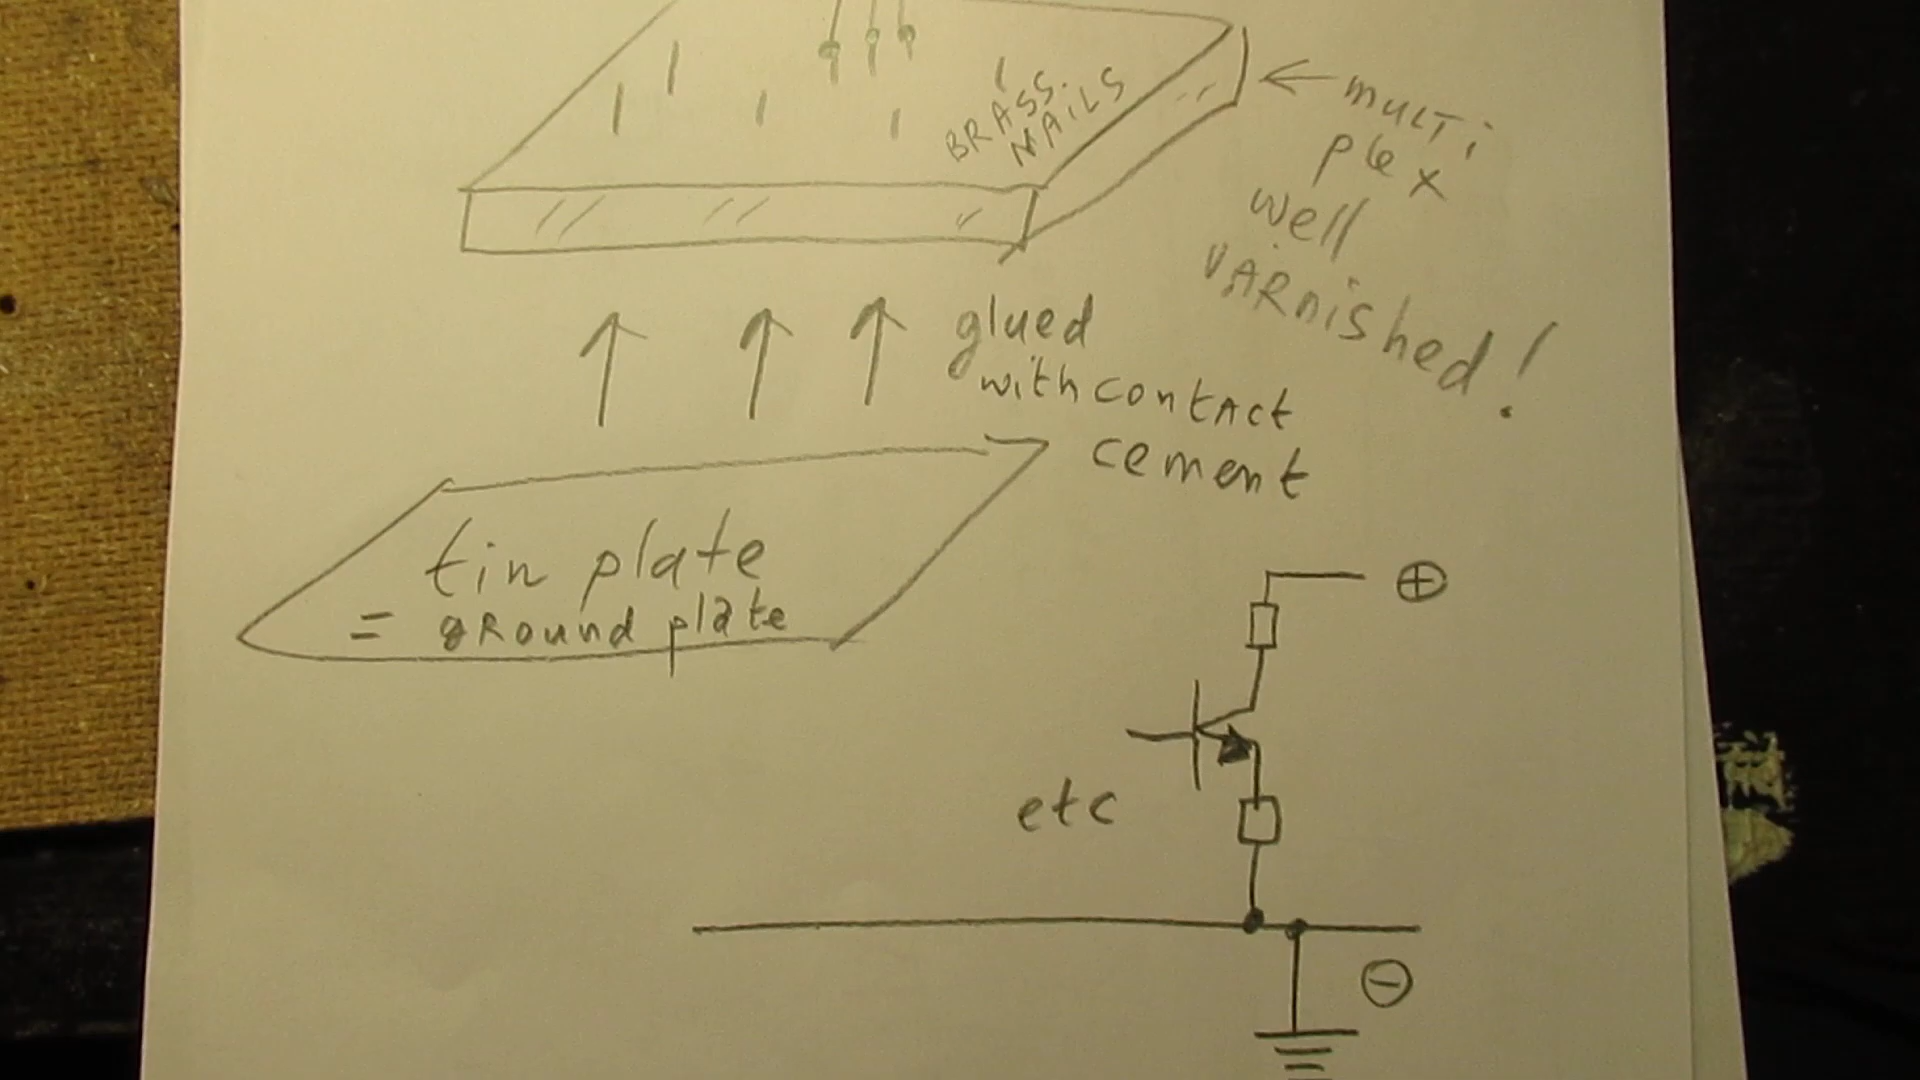 BRASS.
NAiLS
← MULTi
plex
well
VARnished!
glued
with contAct
cement
tin plate
= gRound plate
etc
+
−